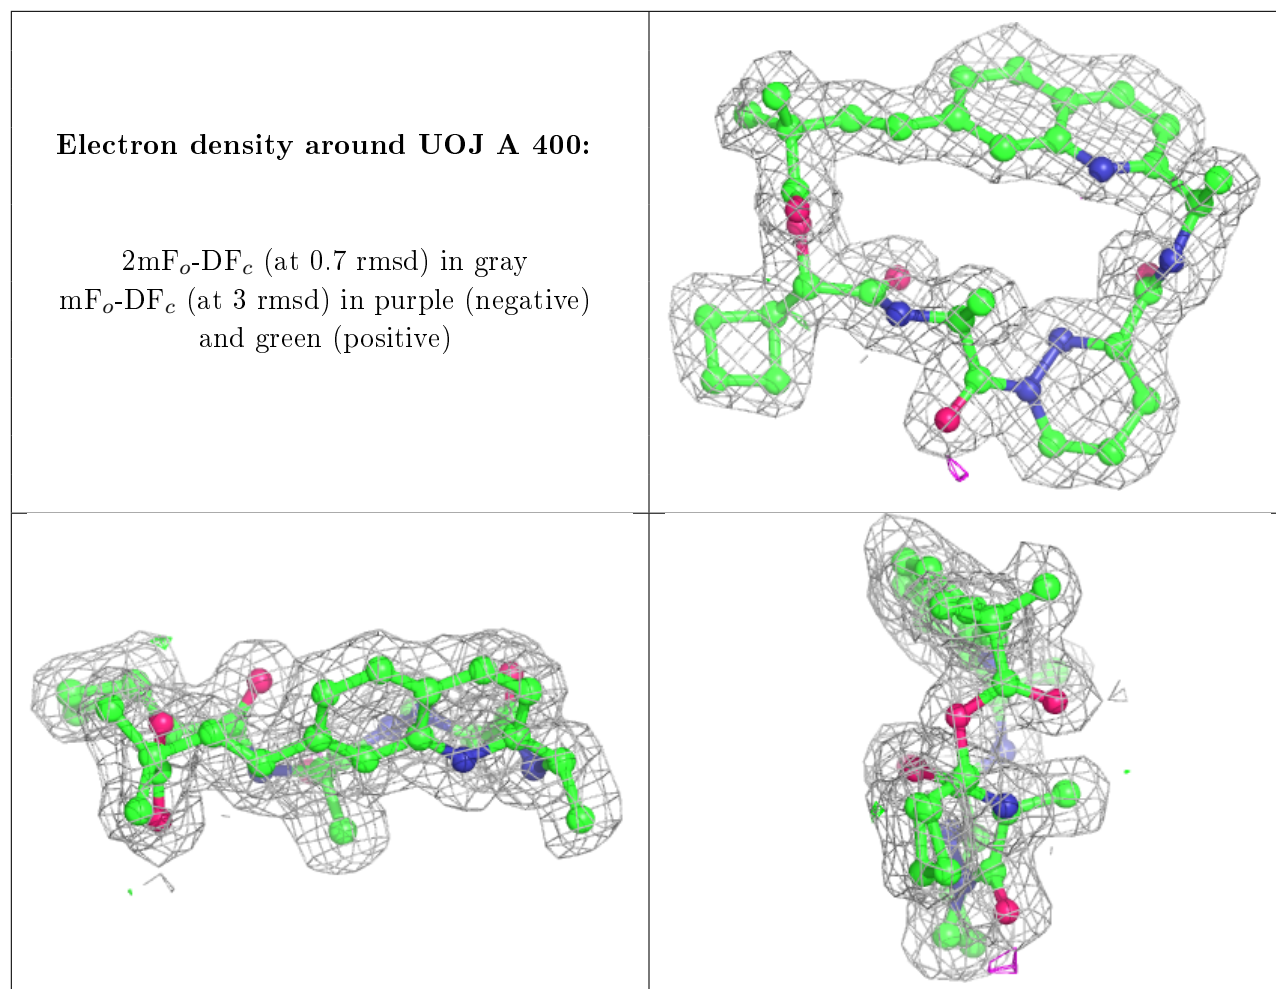 Electron density around UOJ A 400:
2mFo-DFc (at 0.7 rmsd) in gray
mFo-DFc (at 3 rmsd) in purple (negative)
and green (positive)